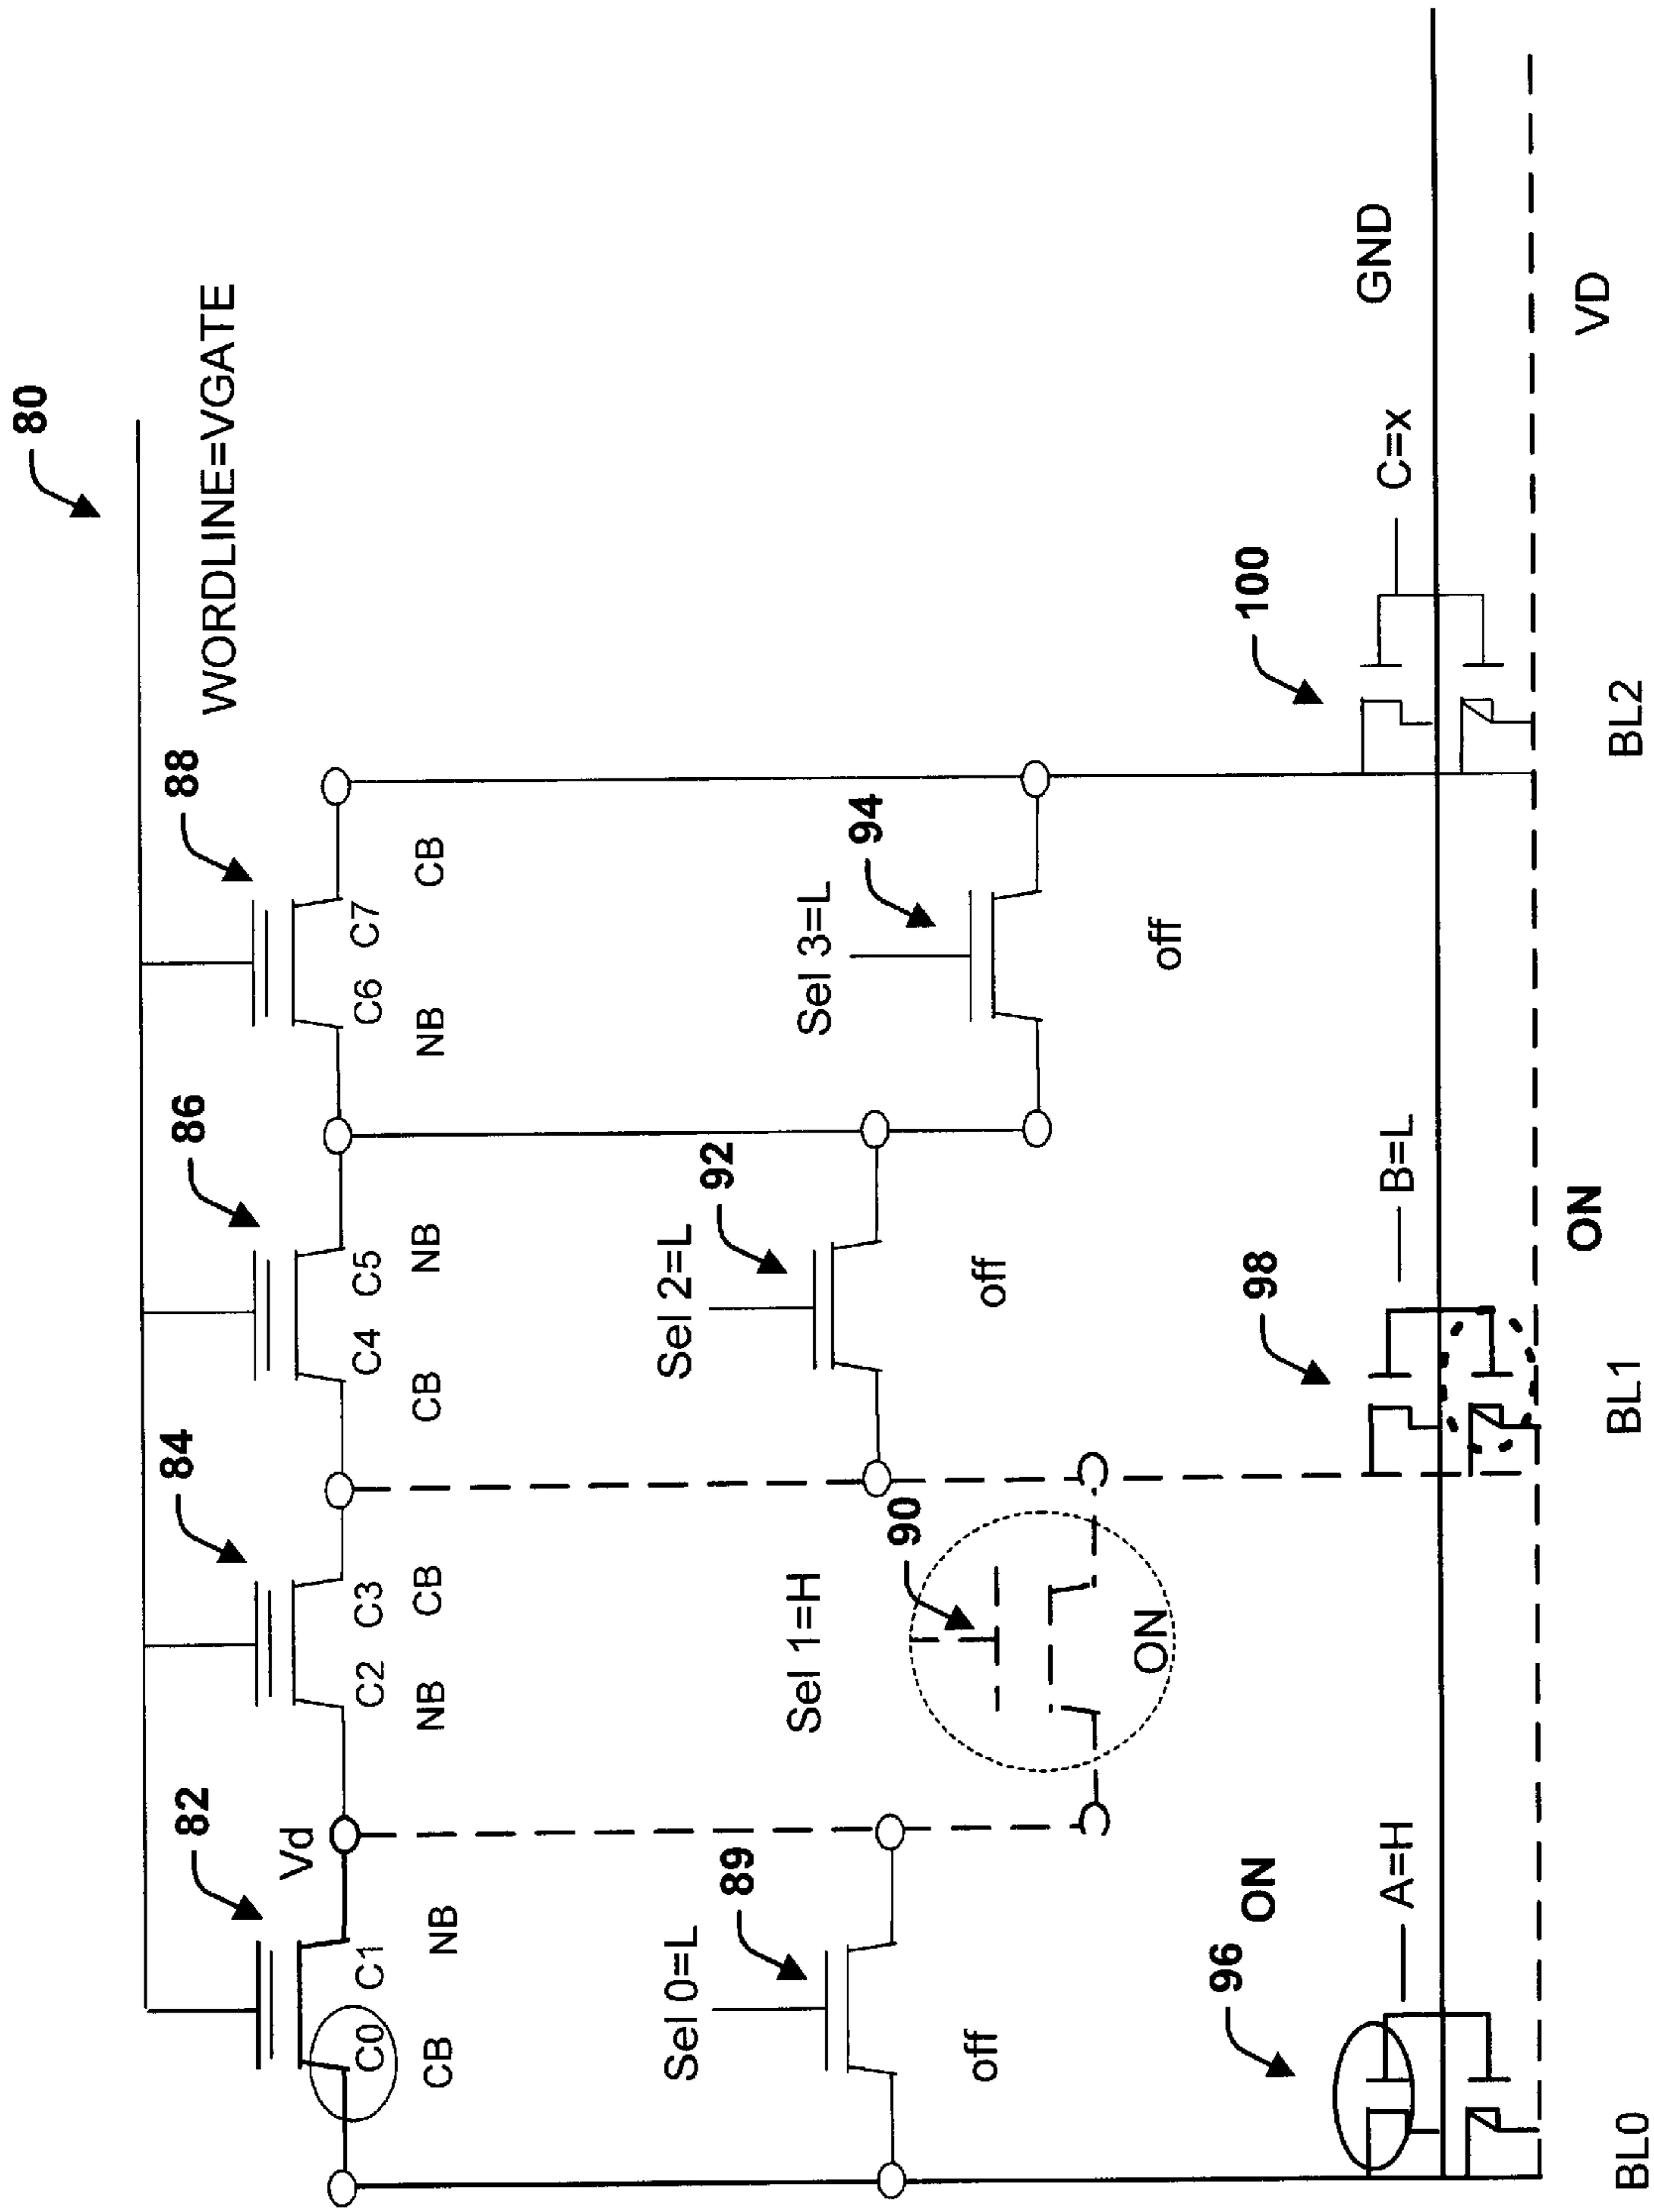 80
WORDLINE=VGATE
82
84
86
88
Vd
C0
C1
C2
C3
C4
C5
C6
C7
CB
NB
NB
CB
CB
NB
NB
CB
Sel 0=L
89
off
Sel 1=H
90
ON
Sel 2=L
92
off
Sel 3=L
94
off
96
ON
A=H
98
B=L
100
C=x
GND
BL0
BL1
ON
BL2
VD